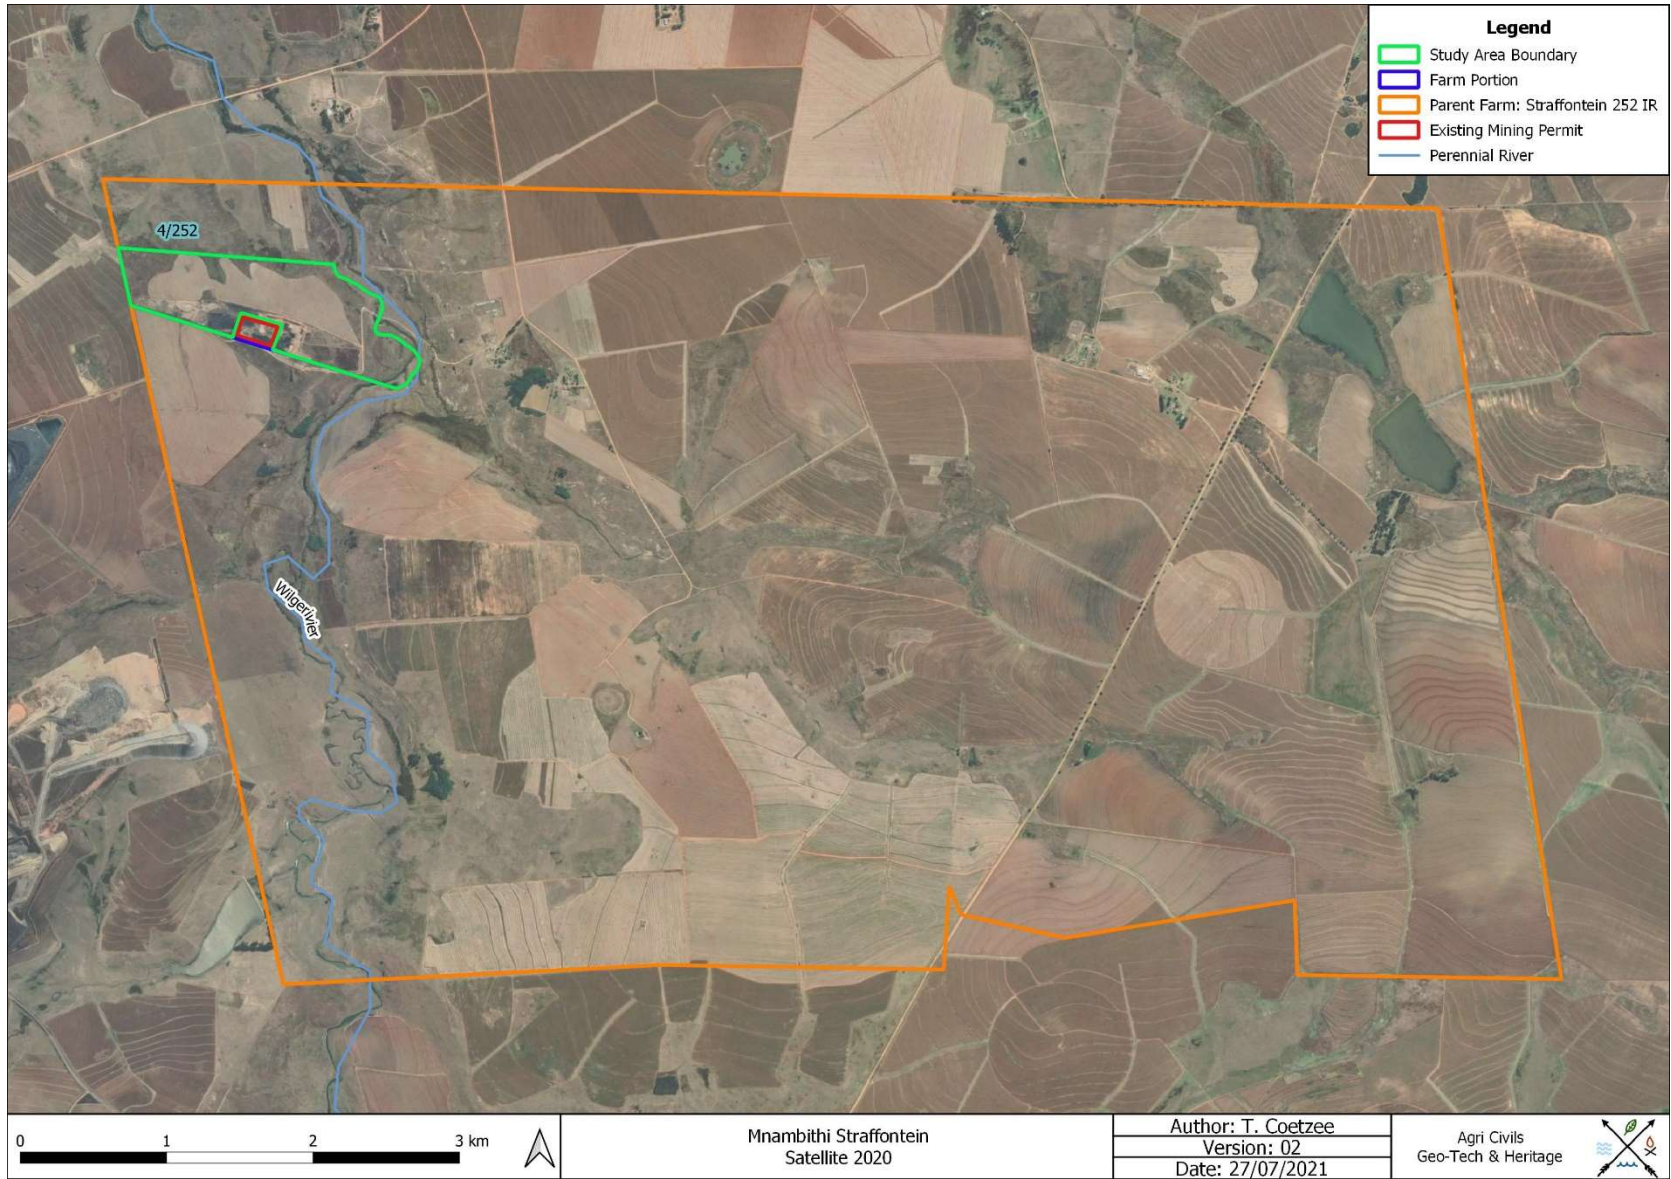 Legend
Study Area Boundary
Farm Portion
Parent Farm: Straffontein 252 IR
Existing Mining Permit
Perennial River
4/252
Wilgerivier
0 1 2 3 km
Mnambithi Straffontein
Satellite 2020
Author: T. Coetzee
Version: 02
Date: 27/07/2021
Agri Civils
Geo-Tech & Heritage